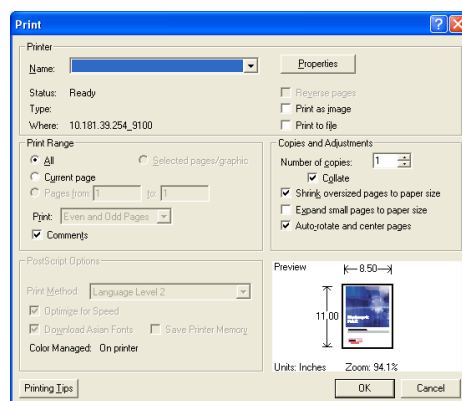 Print
Printer
Name:
Properties
Status: Ready
Type:
Where: 10.181.39.254_9100
Reverse pages
Print as image
Print to file
Print Range
All
Selected pages/graphic
Current page
Pages from: 1 to: 1
Print: Even and Odd Pages
Comments
Copies and Adjustments
Number of copies: 1
Collate
Shrink oversized pages to paper size
Expand small pages to paper size
Auto-rotate and center pages
PostScript Options
Print Method: Language Level 2
Optimize for Speed
Download Asian Fonts
Save Printer Memory
Color Managed: On printer
Preview
8.50
11.00
Units: Inches Zoom: 94.1%
Printing Tips
OK
Cancel